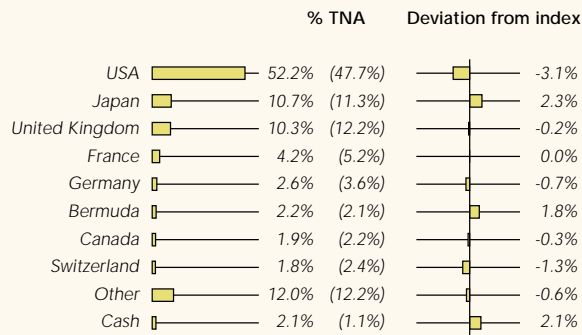 % TNA Deviation from index
USA 52.2% (47.7%) -3.1%
Japan 10.7% (11.3%) 2.3%
United Kingdom 10.3% (12.2%) -0.2%
France 4.2% (5.2%) 0.0%
Germany 2.6% (3.6%) -0.7%
Bermuda 2.2% (2.1%) 1.8%
Canada 1.9% (2.2%) -0.3%
Switzerland 1.8% (2.4%) -1.3%
Other 12.0% (12.2%) -0.6%
Cash 2.1% (1.1%) 2.1%